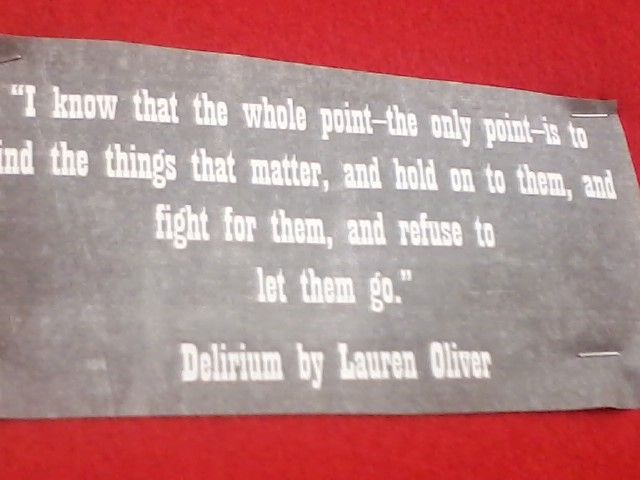 “I know that the whole point—the only point—is to
ind the things that matter, and hold on to them, and
fight for them, and refuse to
let them go.”
Delirium by Lauren Oliver